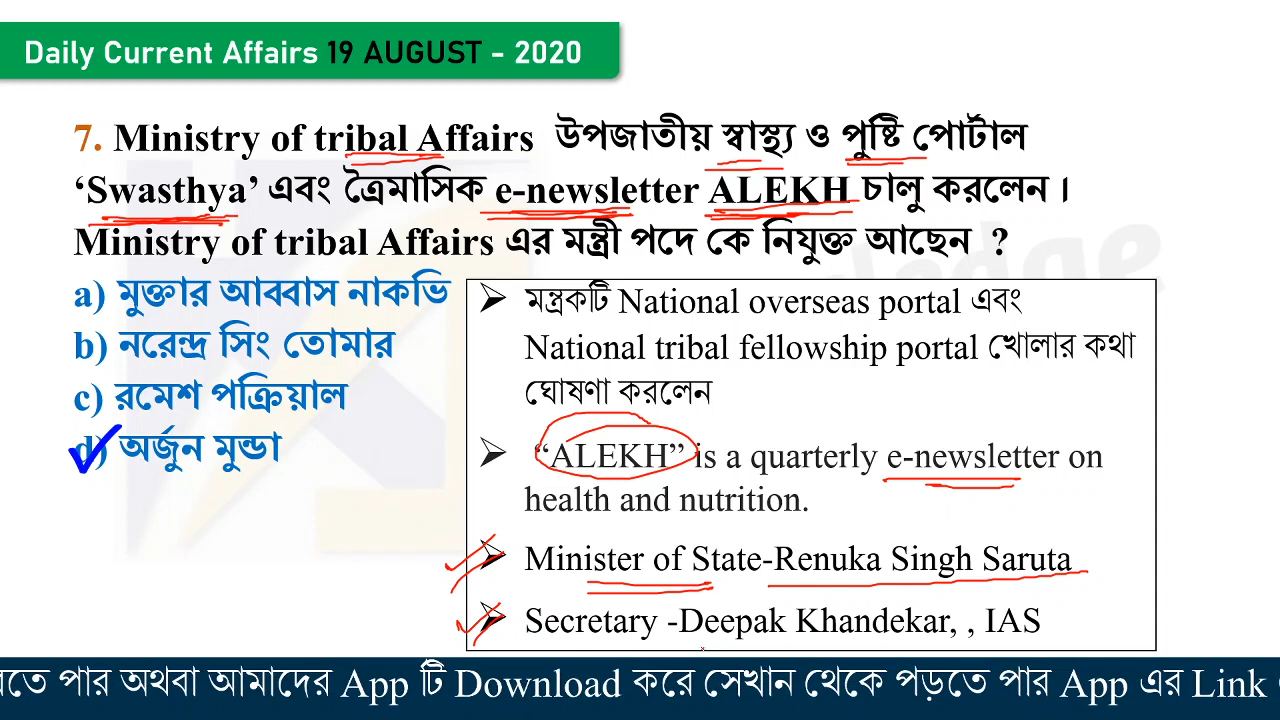 Daily Current Affairs 19 AUGUST - 2020
7. Ministry of tribal Affairs উপজাতীয় স্বাস্থ্য ও পুষ্টি পোর্টাল
‘Swasthya’ এবং ত্রৈমাসিক e-newsletter ALEKH চালু করলেন।
Ministry of tribal Affairs এর মন্ত্রী পদে কে নিযুক্ত আছেন ?
a) মুক্তার আব্বাস নাকভি
b) নরেন্দ্র সিং তোমার
c) রমেশ পক্রিয়াল
d) অর্জুন মুন্ডা
➢ মন্ত্রকটি National overseas portal এবং
National tribal fellowship portal খোলার কথা
ঘোষণা করলেন
➢ “ALEKH” is a quarterly e-newsletter on
health and nutrition.
➢ Minister of State-Renuka Singh Saruta
➢ Secretary -Deepak Khandekar, , IAS
রতে পার অথবা আমাদের App টি Download করে সেখান থেকে পড়তে পার App এর Link